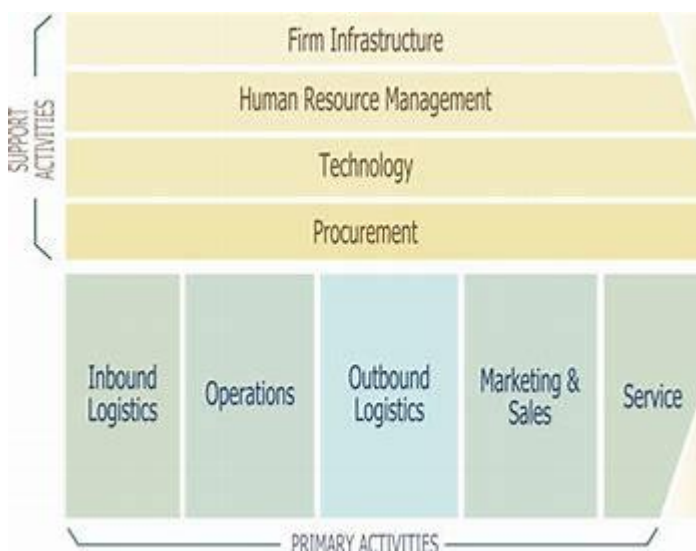 SUPPORT
ACTIVITIES
Firm Infrastructure
Human Resource Management
Technology
Procurement
Inbound
Logistics
Operations
Outbound
Logistics
Marketing &
Sales
Service
PRIMARY ACTIVITIES